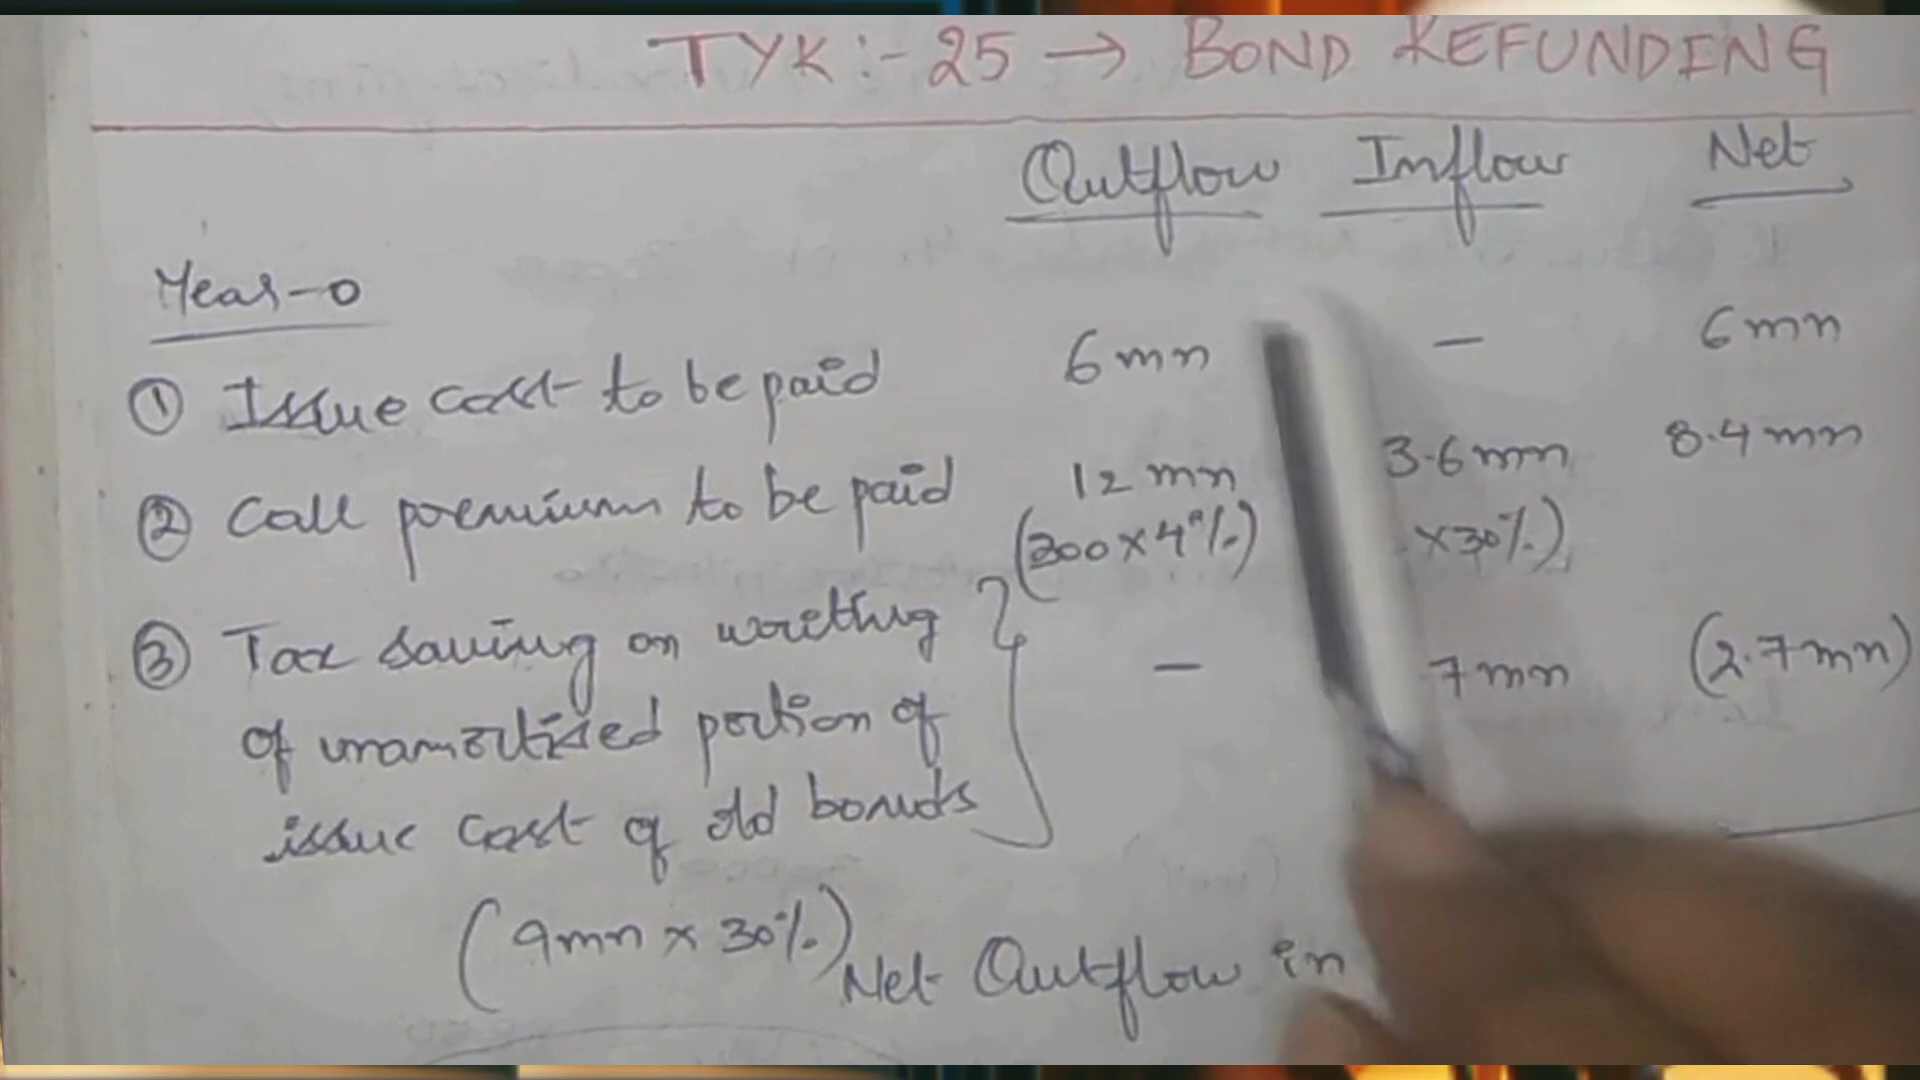 TYK:- 25 → BOND REFUNDING
Outflow Inflow Net
Year-0
① Issue cost to be paid 6 mn — 6 mn
② Call premium to be paid 12 mn 3.6 mn 8.4 mn
(300 x 4%) x 30%)
③ Tax saving on writing — 7 mn (2.7 mn)
of unamortised portion of
issue cost of old bonds
(9 mn x 30%)
Net Outflow in